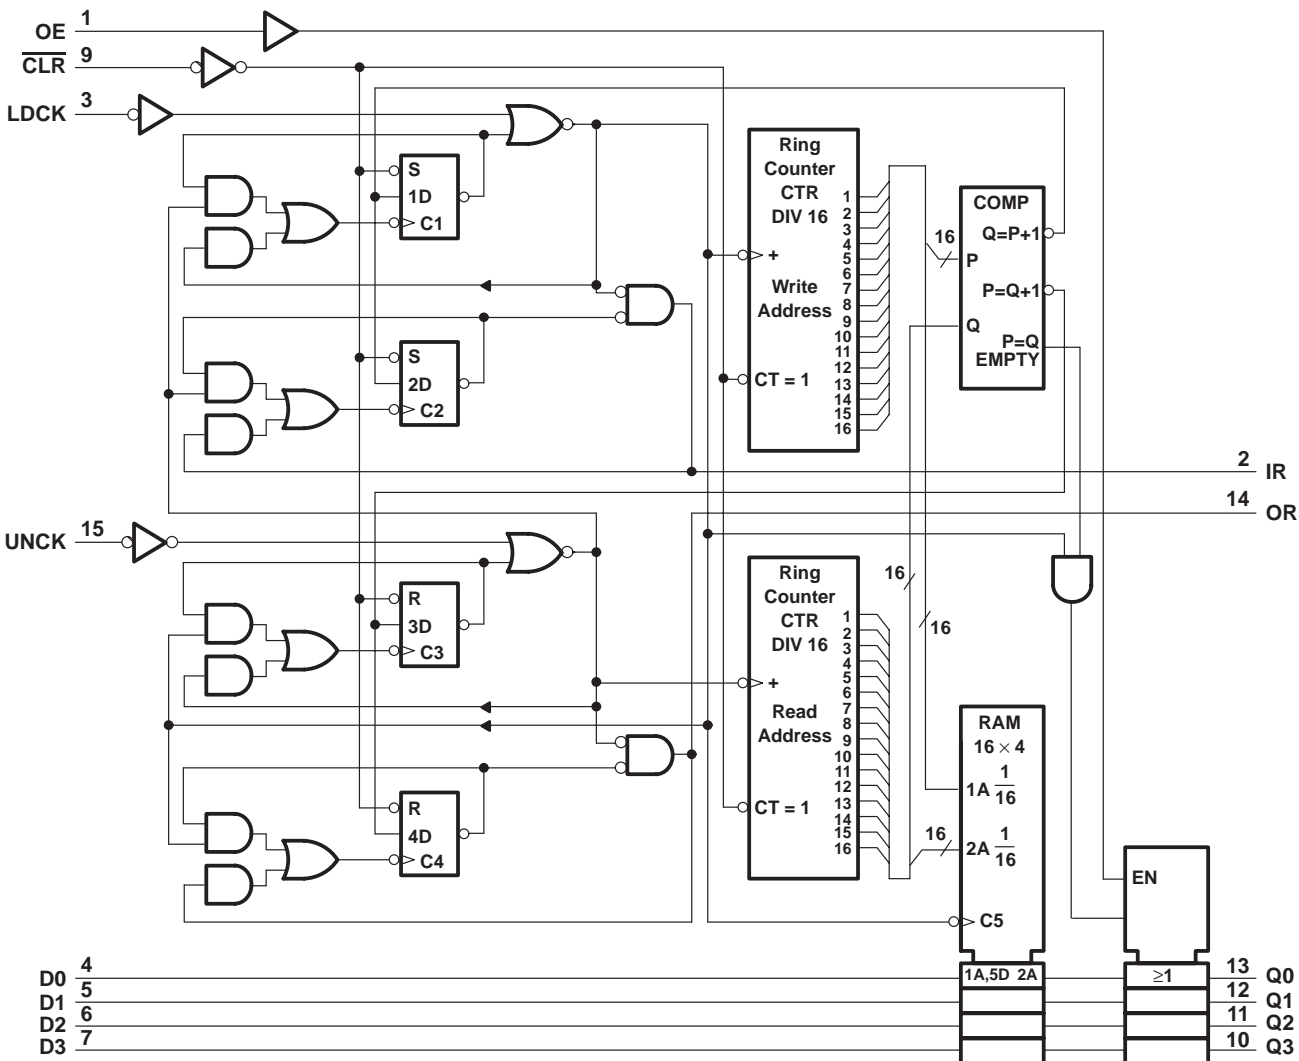 OE 1
CLR 9
LDCK 3
S
1D
C1
S
2D
C2
Ring
Counter
CTR
DIV 16
1
2
3
4
5
6
7
8
9
10
11
12
13
14
15
16
+
Write
Address
CT = 1
16
COMP
Q=P+1
P
P=Q+1
Q
P=Q
EMPTY
2 IR
14 OR
UNCK 15
R
3D
C3
R
4D
C4
Ring
Counter
CTR
DIV 16
1
2
3
4
5
6
7
8
9
10
11
12
13
14
15
16
+
Read
Address
CT = 1
16
16
16
RAM
16 × 4
1A 1/16
2A 1/16
C5
EN
D0 4
1A,5D 2A
≥1
13 Q0
D1 5
12 Q1
D2 6
11 Q2
D3 7
10 Q3